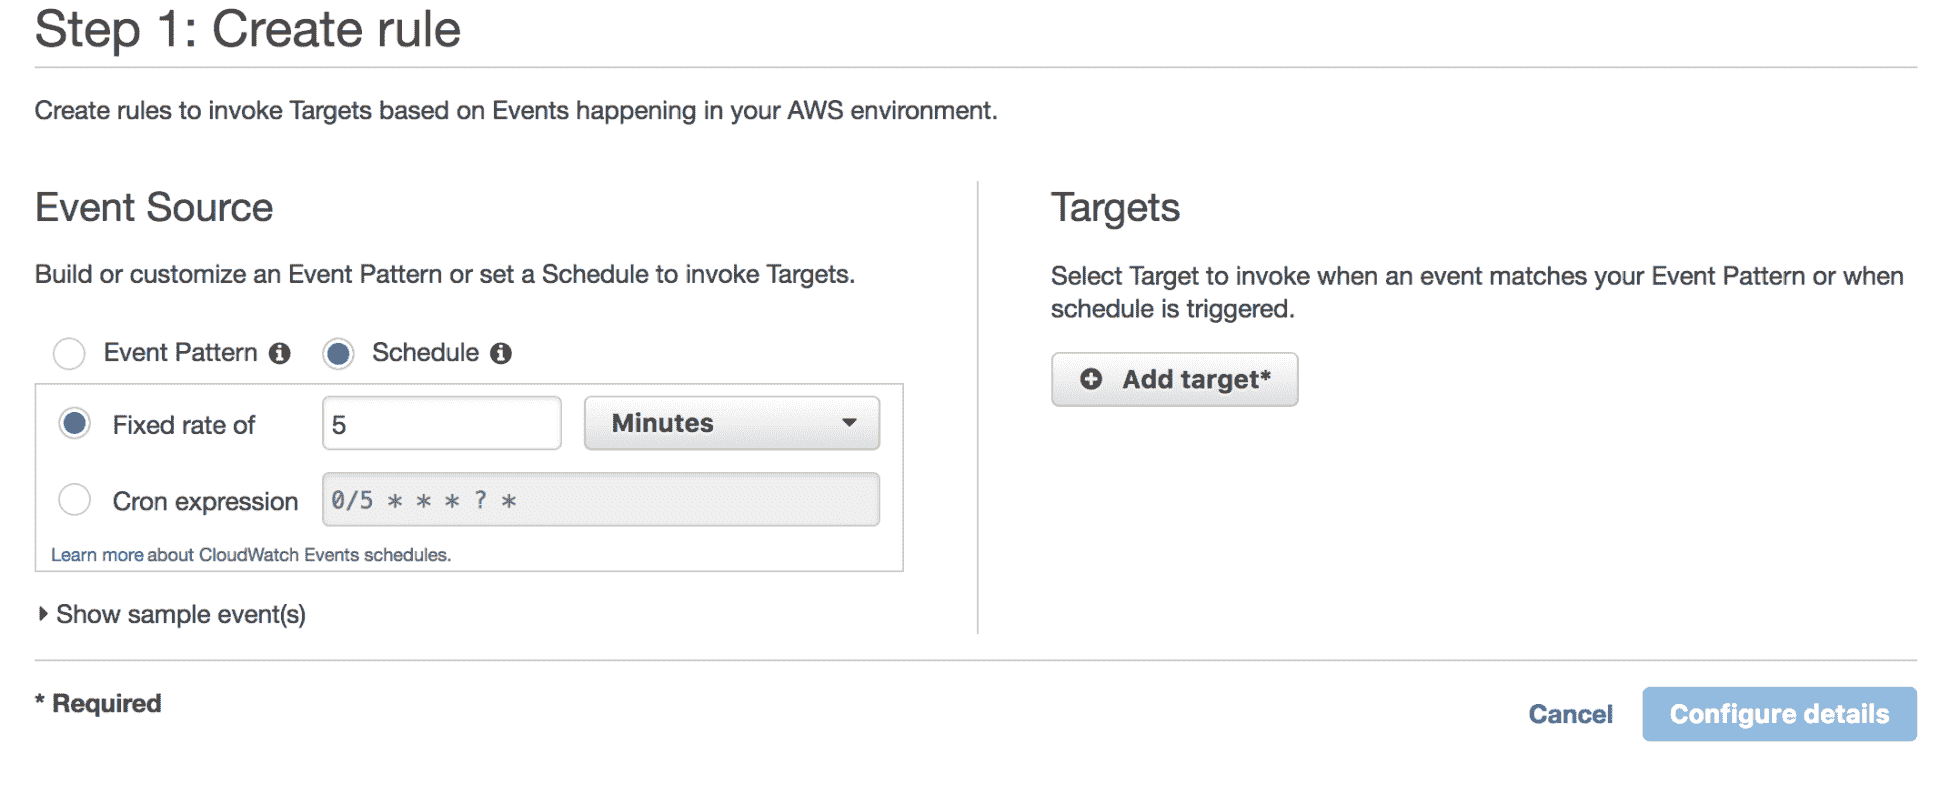 Step 1: Create rule
Create rules to invoke Targets based on Events happening in your AWS environment.
Event Source
Build or customize an Event Pattern or set a Schedule to invoke Targets.
Event Pattern Schedule
Fixed rate of 5 Minutes
Cron expression 0/5 * * * ? *
Learn more about CloudWatch Events schedules.
Show sample event(s)
Targets
Select Target to invoke when an event matches your Event Pattern or when
schedule is triggered.
Add target*
* Required
Cancel Configure details